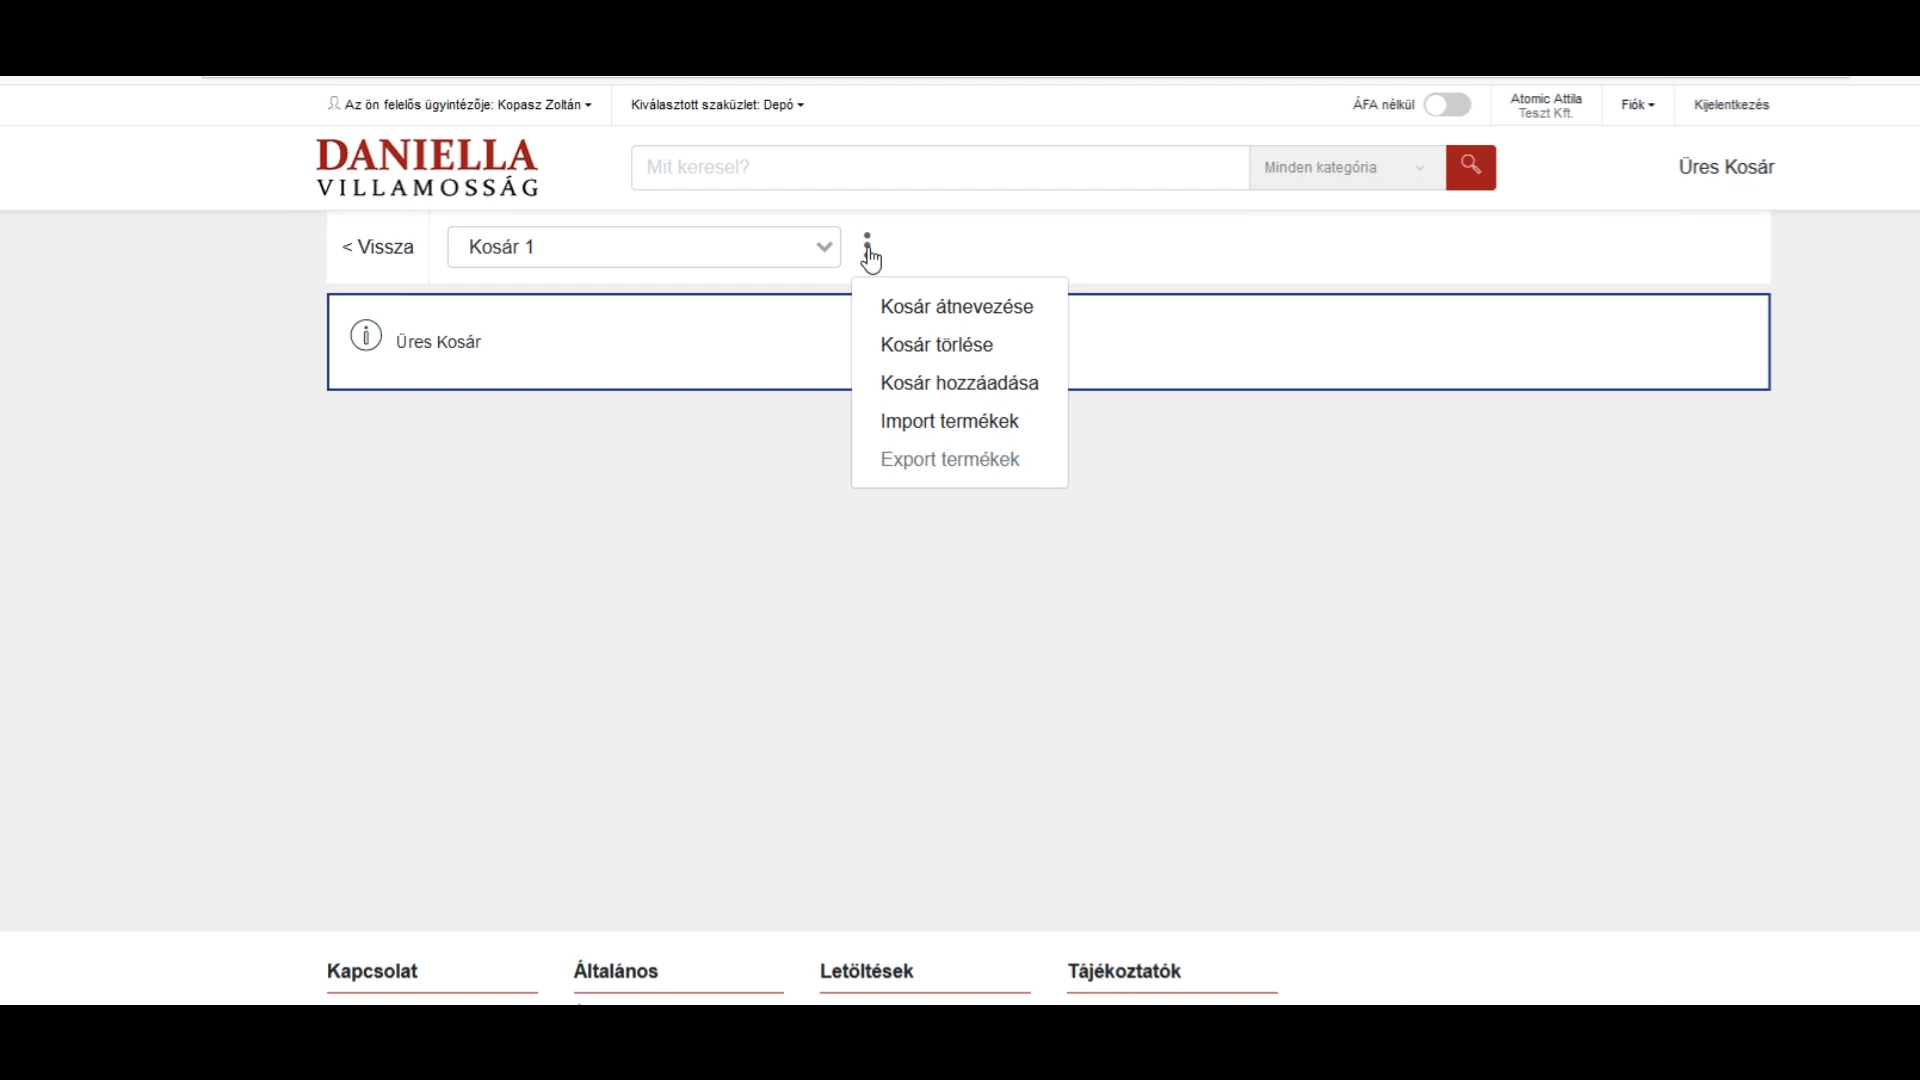 Az ön felelős ügyintézője: Kopasz Zoltán
Kiválasztott szaküzlet: Depó
ÁFA nélkül
Atomic Attila
Teszt Kft.
Fiók
Kijelentkezés
DANIELLA
VILLAMOSSÁG
Mit keresel?
Minden kategória
Üres Kosár
< Vissza
Kosár 1
Üres Kosár
Kosár átnevezése
Kosár törlése
Kosár hozzáadása
Import termékek
Export termékek
Kapcsolat
Általános
Letöltések
Tájékoztatók